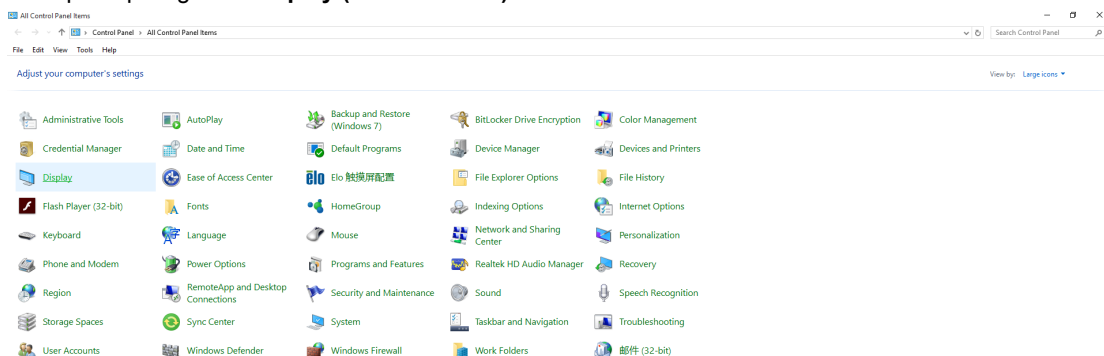 All Control Panel Items
Control Panel > All Control Panel Items
Search Control Panel
File Edit View Tools Help
Adjust your computer's settings
View by: Large icons
Administrative Tools
AutoPlay
Backup and Restore
(Windows 7)
BitLocker Drive Encryption
Color Management
Credential Manager
Date and Time
Default Programs
Device Manager
Devices and Printers
Display
Ease of Access Center
elo Elo 触摸屏配置
File Explorer Options
File History
Flash Player (32-bit)
Fonts
HomeGroup
Indexing Options
Internet Options
Keyboard
字 Language
Mouse
Network and Sharing
Center
Personalization
Phone and Modem
Power Options
Programs and Features
Realtek HD Audio Manager
Recovery
Region
RemoteApp and Desktop
Connections
Security and Maintenance
Sound
Speech Recognition
Storage Spaces
Sync Center
System
Taskbar and Navigation
Troubleshooting
User Accounts
Windows Defender
Windows Firewall
Work Folders
邮件 (32-bit)